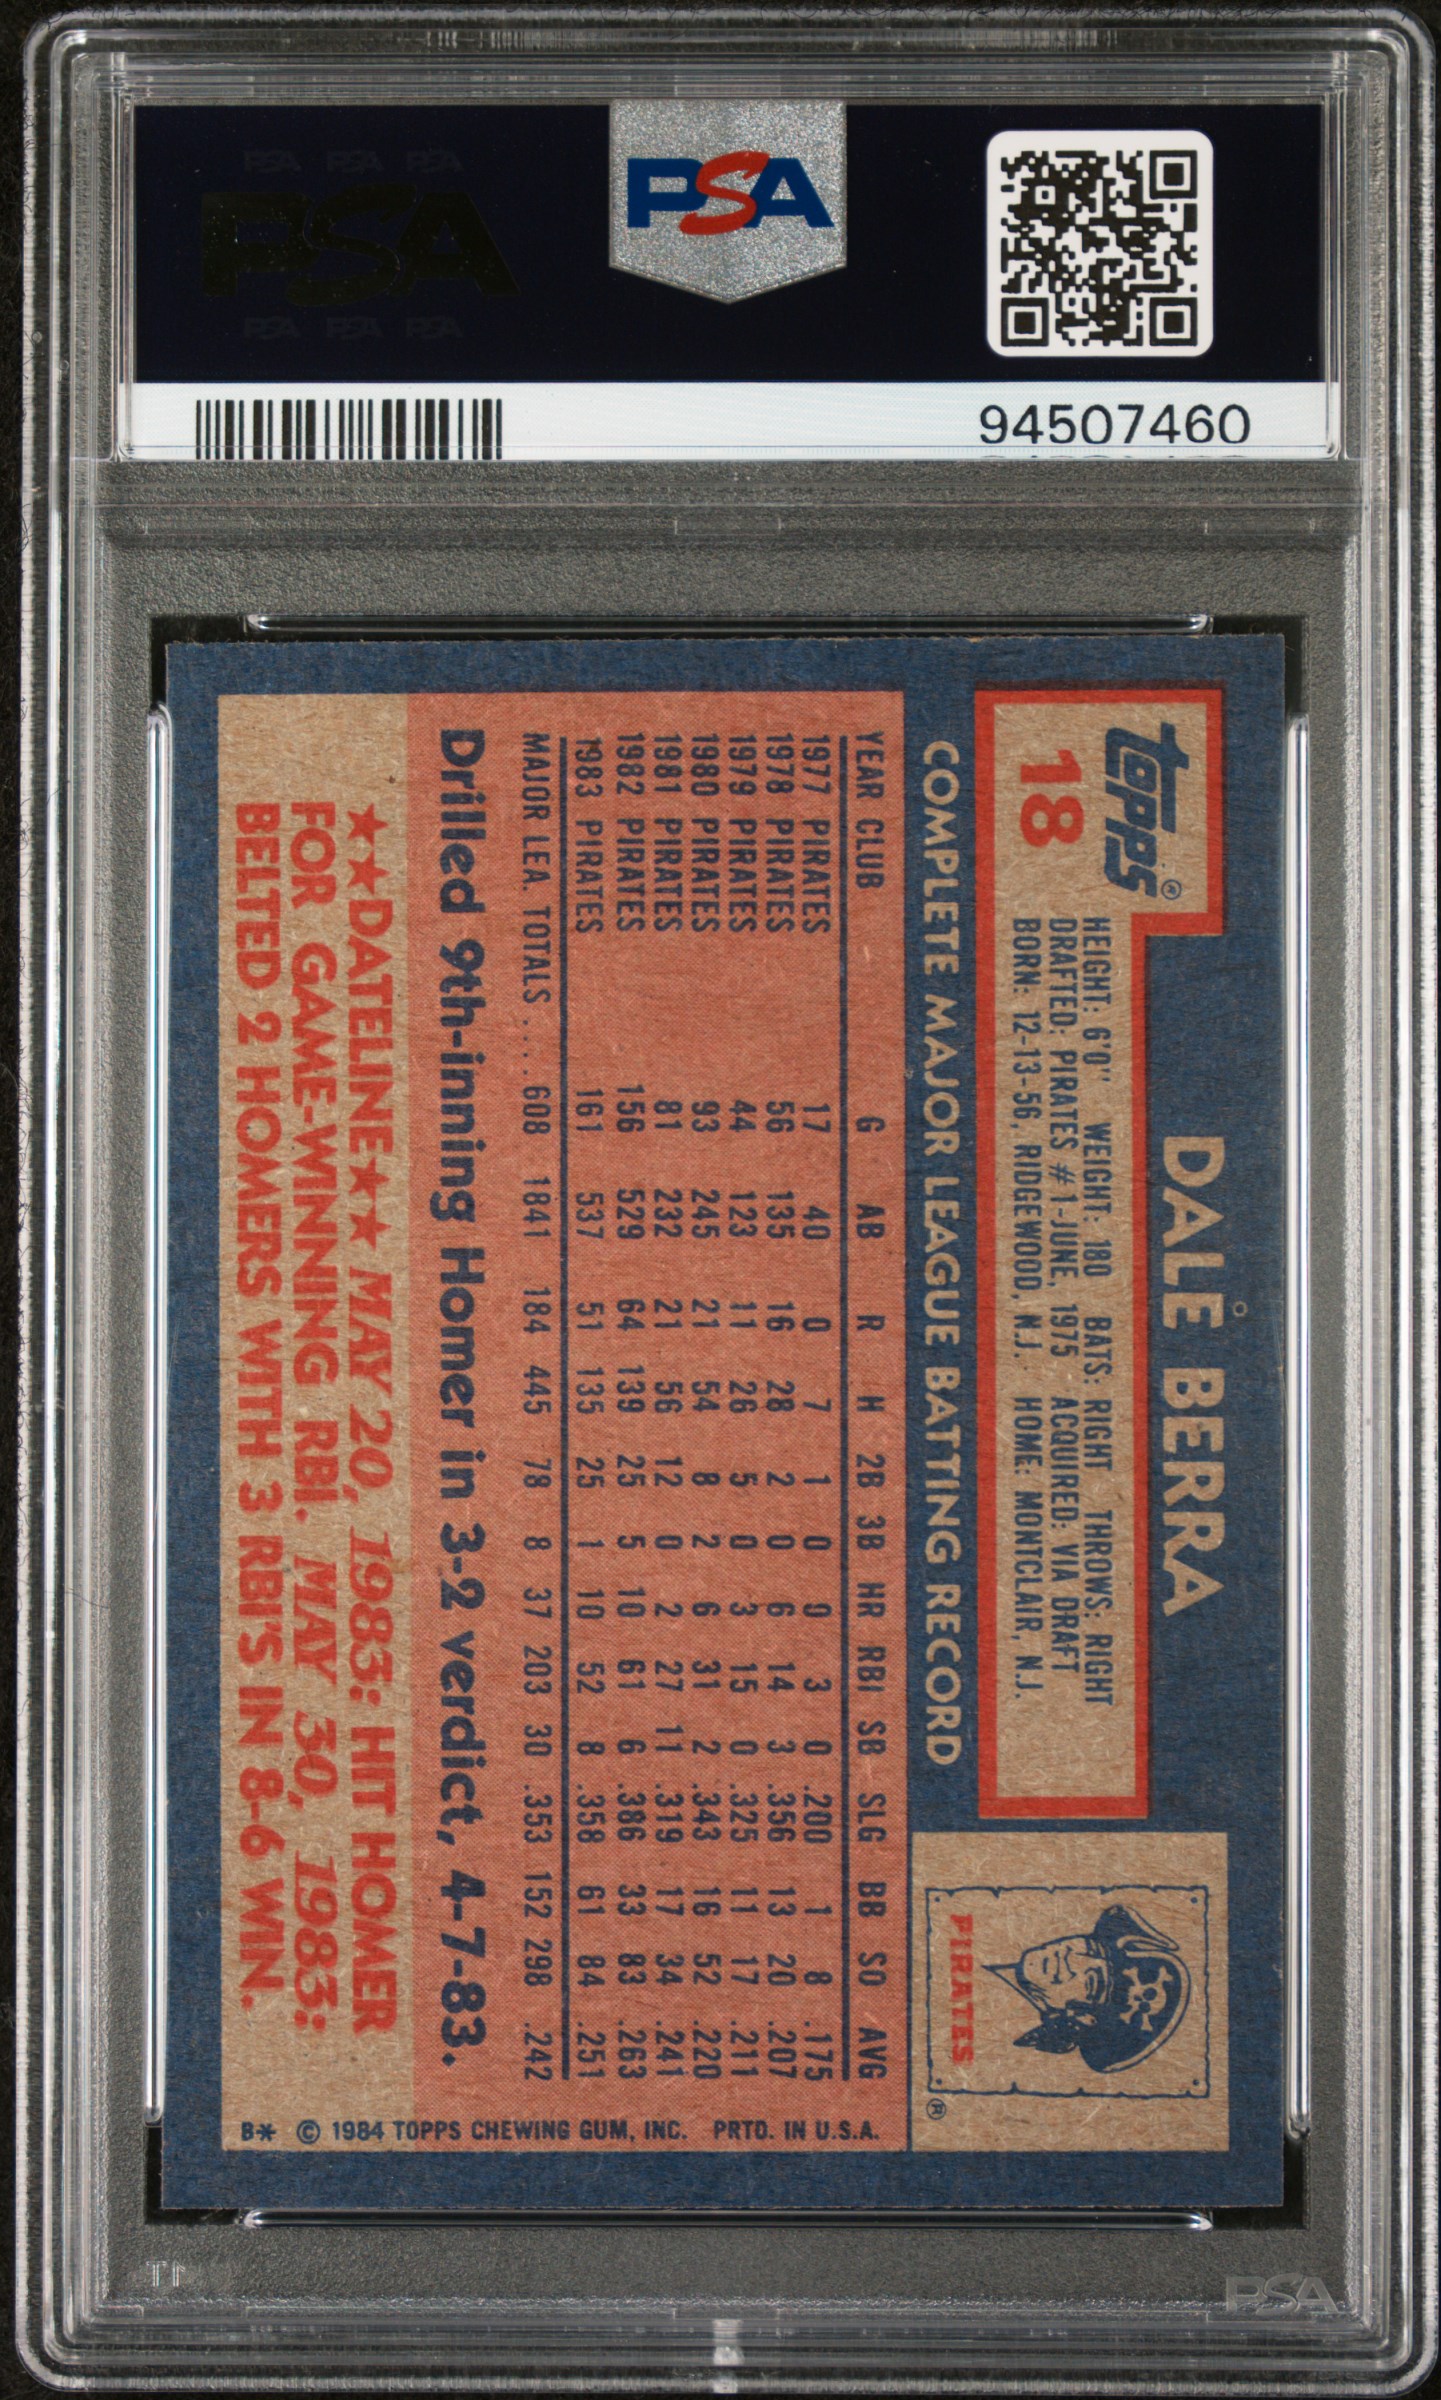 PSA PSA PSA
PSA
PSA PSA PSA
PSA
94507460
DALE BERRA
Topps®
18
HEIGHT: 6'0" WEIGHT: 180 BATS: RIGHT THROWS: RIGHT
DRAFTED: PIRATES #1-JUNE, 1975 ACQUIRED: VIA DRAFT
BORN: 12-13-56, RIDGEWOOD, N.J. HOME: MONTCLAIR, N.J.
PIRATES
®
COMPLETE MAJOR LEAGUE BATTING RECORD
YEAR CLUB G AB R H 2B 3B HR RBI SB SLG BB SO AVG
1977 PIRATES 17 40 0 7 1 0 0 3 0 .200 1 8 .175
1978 PIRATES 56 135 16 28 2 0 6 14 3 .356 13 20 .207
1979 PIRATES 44 123 11 26 5 0 3 15 0 .325 11 17 .211
1980 PIRATES 93 245 21 54 8 2 6 31 2 .343 16 52 .220
1981 PIRATES 81 232 21 56 12 0 2 27 11 .319 17 34 .241
1982 PIRATES 156 529 64 139 25 5 10 61 6 .386 33 83 .263
1983 PIRATES 161 537 51 135 25 1 10 52 8 .358 61 84 .251
MAJOR LEA. TOTALS .... 608 1841 184 445 78 8 37 203 30 .353 152 298 .242
Drilled 9th-inning Homer in 3-2 verdict, 4-7-83.
★★DATELINE★★ MAY 20, 1983: HIT HOMER
FOR GAME-WINNING RBI. MAY 30, 1983:
BELTED 2 HOMERS WITH 3 RBI'S IN 8-6 WIN.
B* © 1984 TOPPS CHEWING GUM, INC. PRTD. IN U.S.A.
PSA